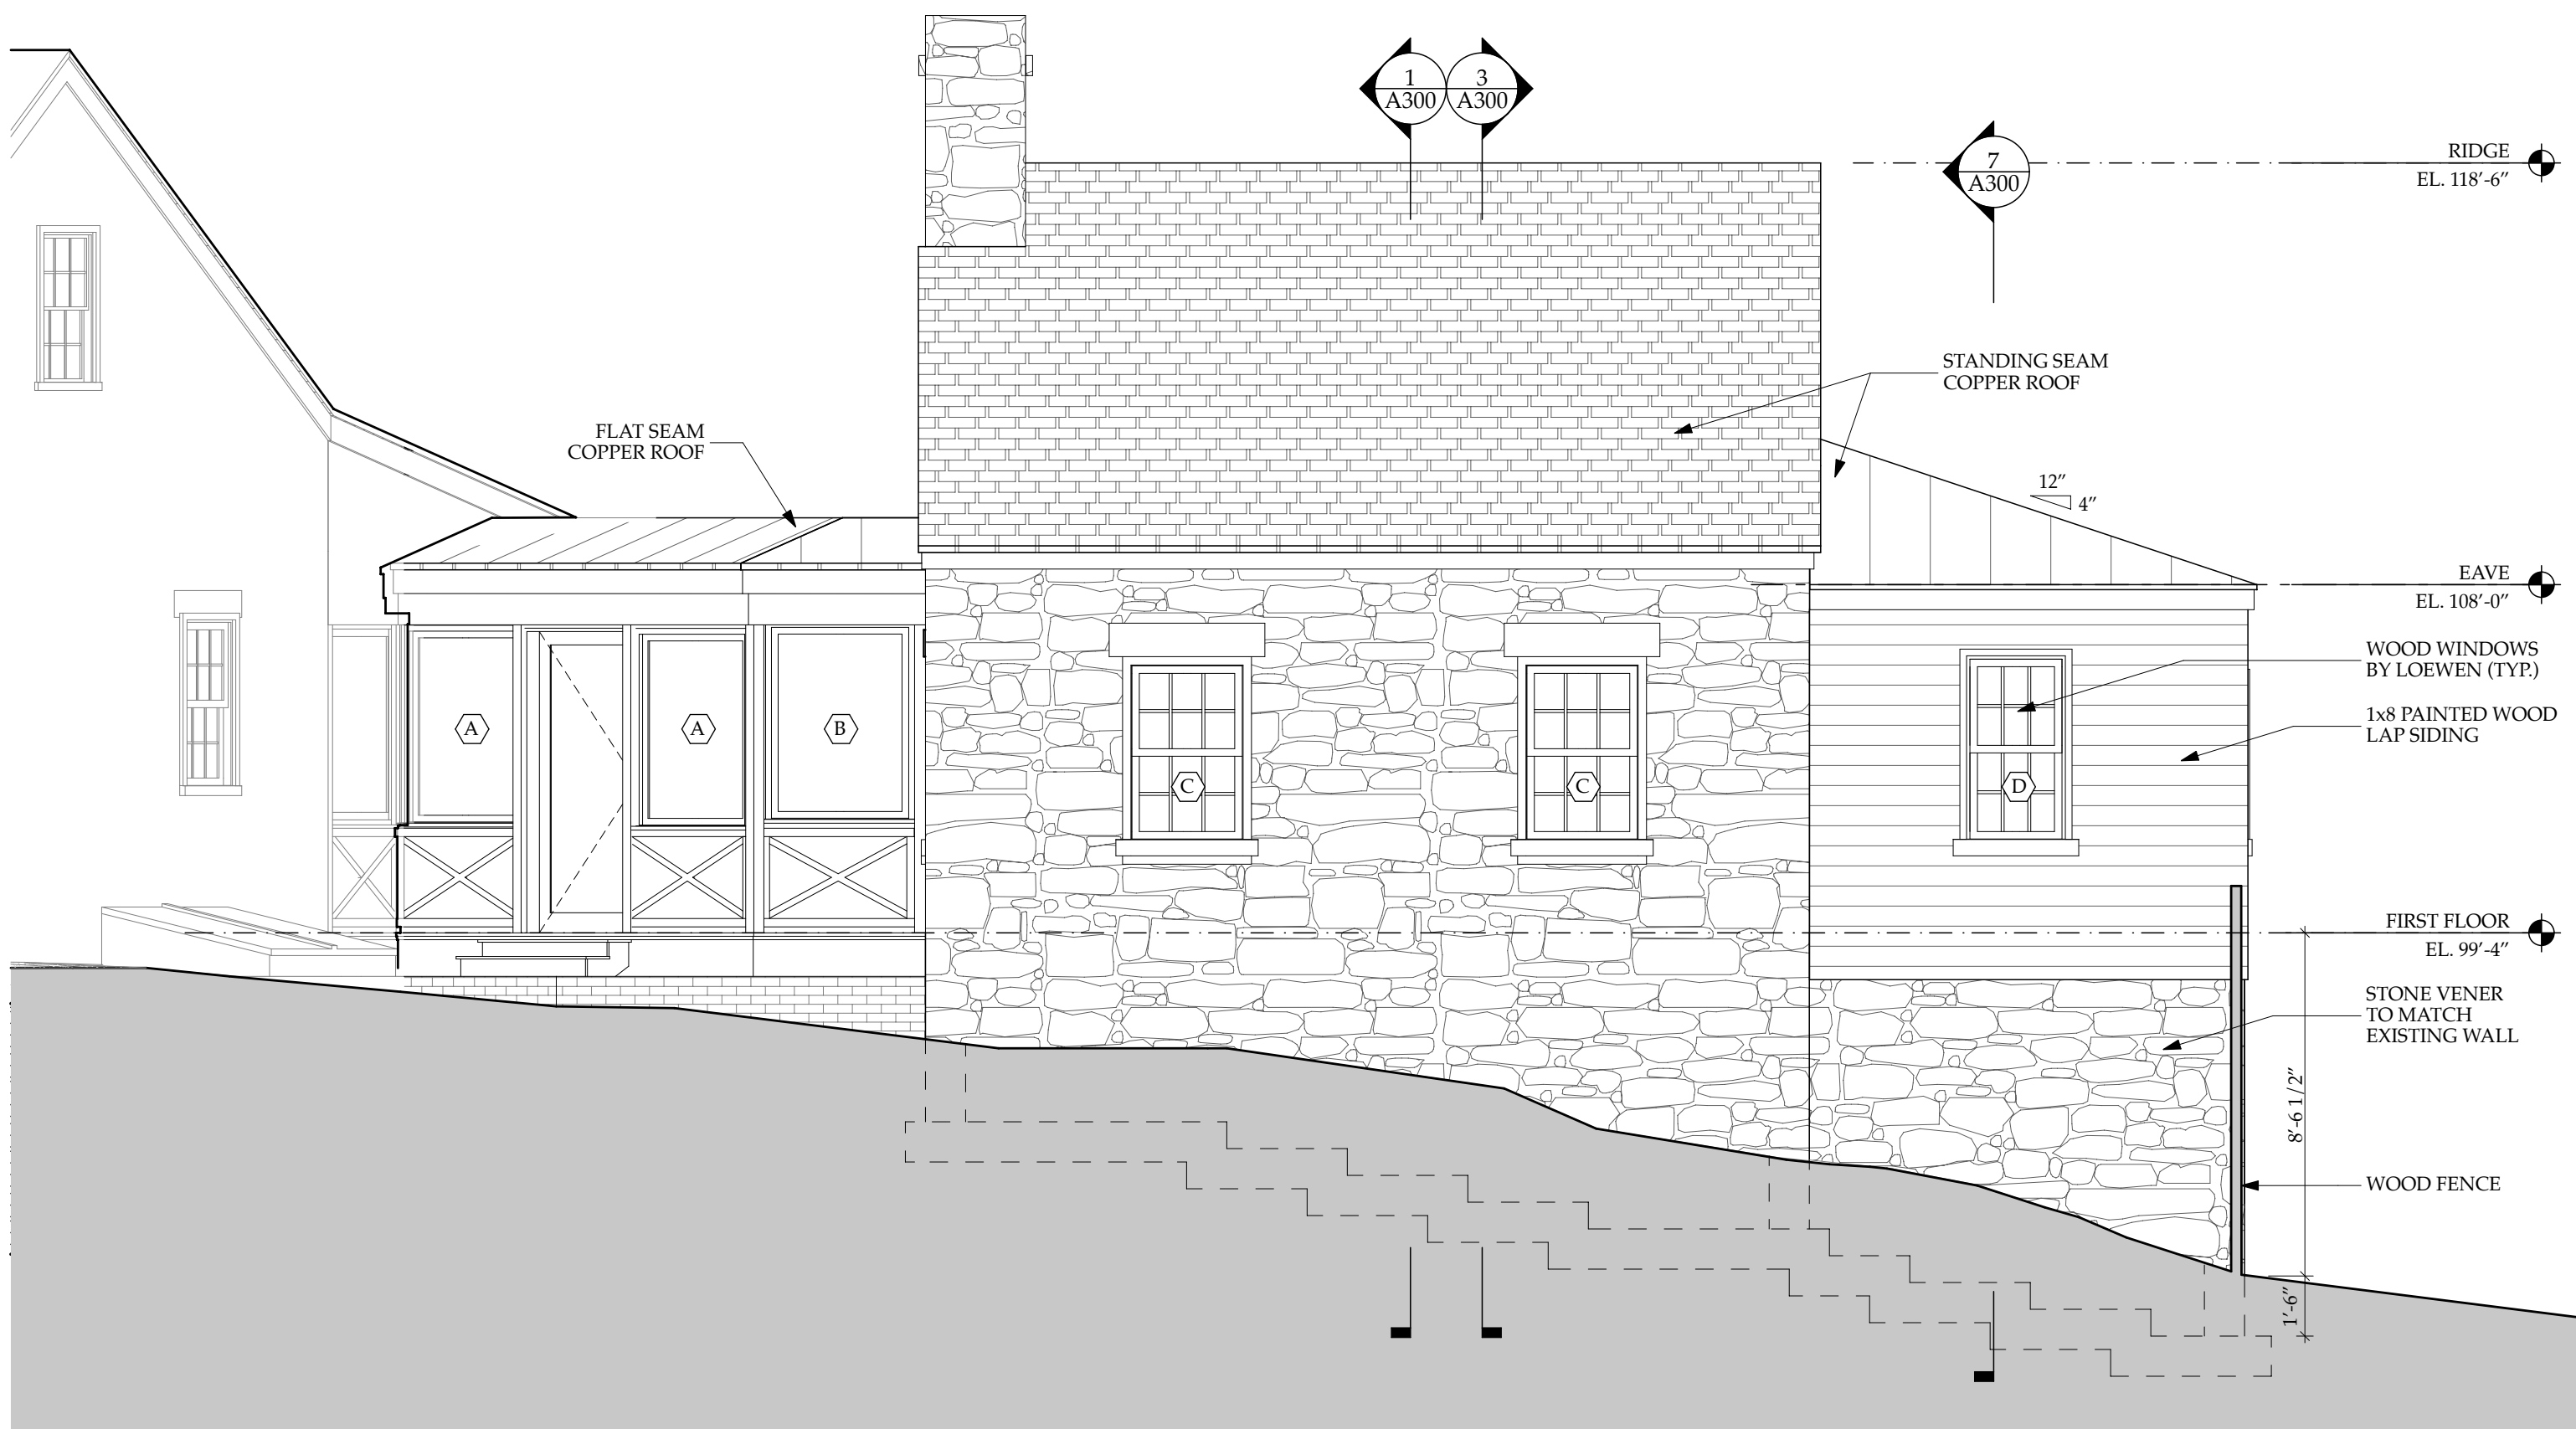 1
A300
3
A300
7
A300
RIDGE
EL. 118′-6″
STANDING SEAM
COPPER ROOF
FLAT SEAM
COPPER ROOF
12″
4″
EAVE
EL. 108′-0″
WOOD WINDOWS
BY LOEWEN (TYP.)
1x8 PAINTED WOOD
LAP SIDING
A
A
B
C
C
D
FIRST FLOOR
EL. 99′-4″
STONE VENER
TO MATCH
EXISTING WALL
8′-6 1/2″
WOOD FENCE
1′-6″